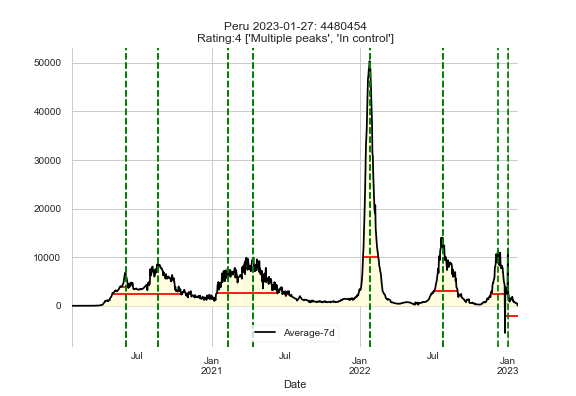 Peru 2023-01-27: 4480454
Rating:4 ['Multiple peaks', 'In control']
50000
40000
30000
20000
10000
0
Average-7d
Jul
Jan
2021
Jul
Jan
2022
Jul
Jan
2023
Date